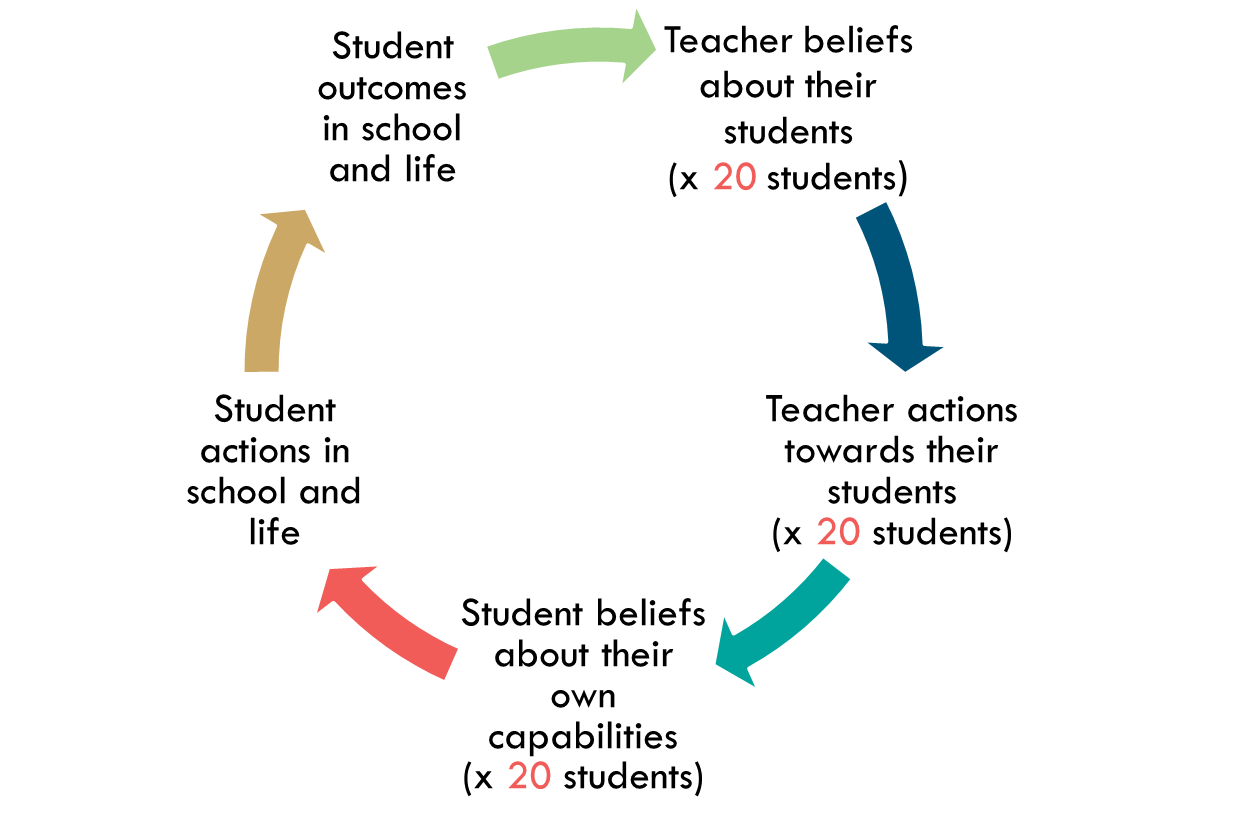 Student
outcomes
in school
and life
Teacher beliefs
about their
students
(x 20 students)
Teacher actions
towards their
students
(x 20 students)
Student beliefs
about their
own
capabilities
(x 20 students)
Student
actions in
school and
life